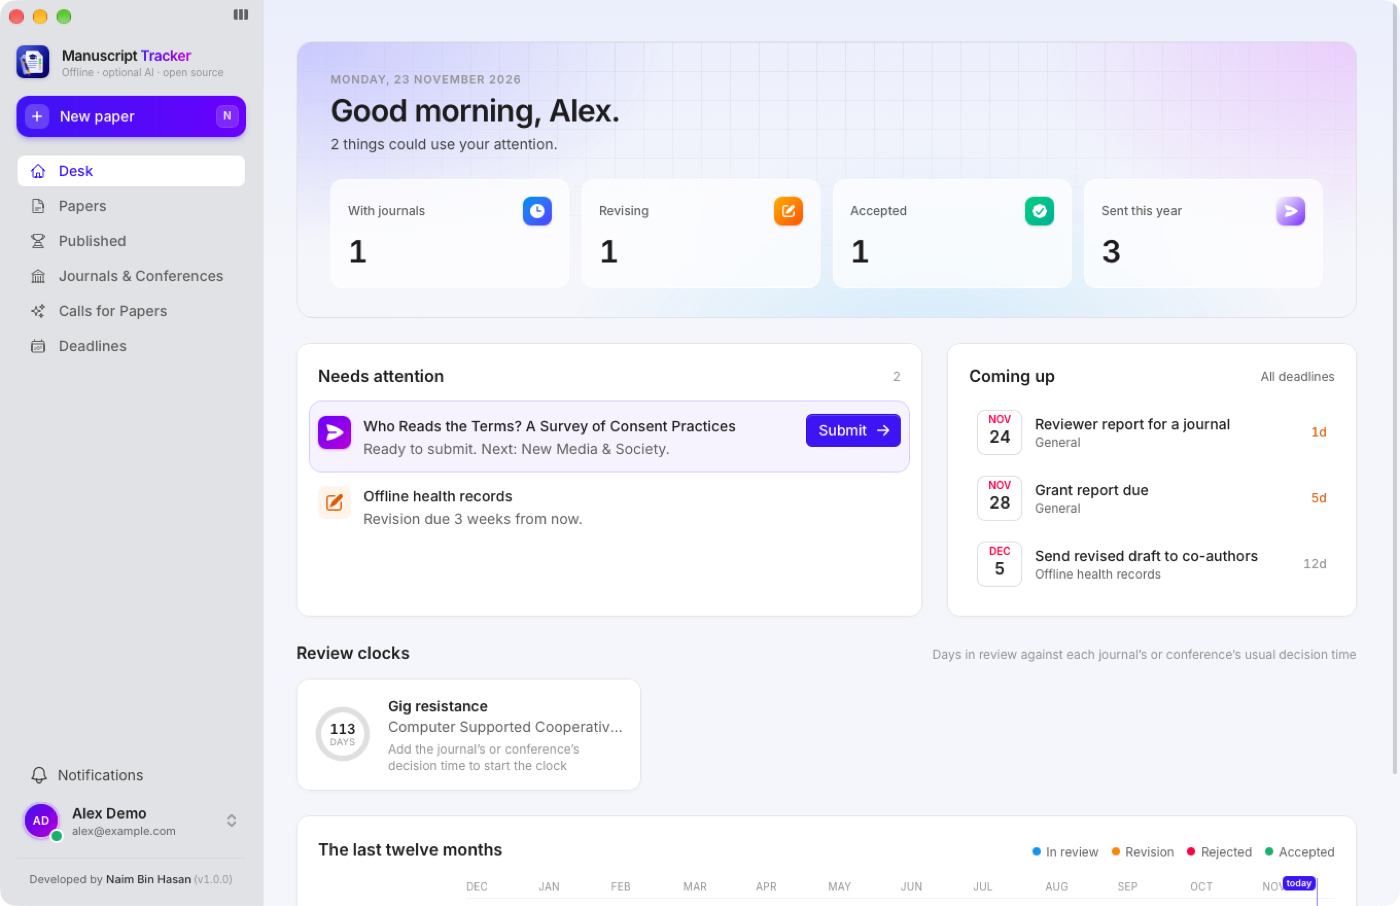 Manuscript Tracker
Offline · optional AI · open source
New paper
N
Desk
Papers
Published
Journals & Conferences
Calls for Papers
Deadlines
Notifications
AD
Alex Demo
alex@example.com
Developed by Naim Bin Hasan (v1.0.0)
MONDAY, 23 NOVEMBER 2026
Good morning, Alex.
2 things could use your attention.
With journals
1
Revising
1
Accepted
1
Sent this year
3
Needs attention
2
Who Reads the Terms? A Survey of Consent Practices
Ready to submit. Next: New Media & Society.
Submit
Offline health records
Revision due 3 weeks from now.
Coming up
All deadlines
NOV
24
Reviewer report for a journal
General
1d
NOV
28
Grant report due
General
5d
DEC
5
Send revised draft to co-authors
Offline health records
12d
Review clocks
Days in review against each journal's or conference's usual decision time
113
DAYS
Gig resistance
Computer Supported Cooperativ...
Add the journal's or conference's
decision time to start the clock
The last twelve months
In review
Revision
Rejected
Accepted
DEC JAN FEB MAR APR MAY JUN JUL AUG SEP OCT NOV
today